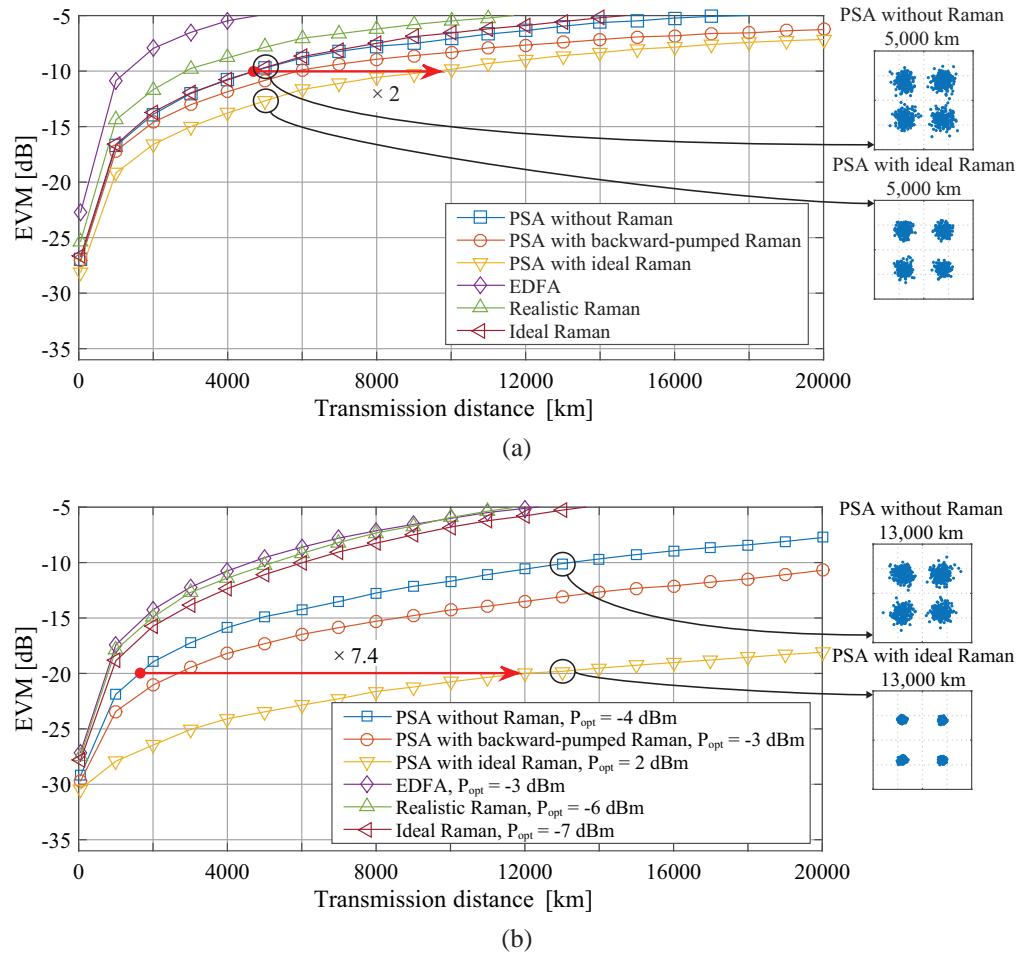 -5
-10
-15
-20
-25
-30
-35
EVM [dB]
× 2
PSA without Raman
PSA with backward-pumped Raman
PSA with ideal Raman
EDFA
Realistic Raman
Ideal Raman
0
4000
8000
12000
16000
20000
Transmission distance [km]
PSA without Raman
5,000 km
PSA with ideal Raman
5,000 km
(a)
-5
-10
-15
-20
-25
-30
-35
EVM [dB]
× 7.4
PSA without Raman, Popt = -4 dBm
PSA with backward-pumped Raman, Popt = -3 dBm
PSA with ideal Raman, Popt = 2 dBm
EDFA, Popt = -3 dBm
Realistic Raman, Popt = -6 dBm
Ideal Raman, Popt = -7 dBm
0
4000
8000
12000
16000
20000
Transmission distance [km]
PSA without Raman
13,000 km
PSA with ideal Raman
13,000 km
(b)